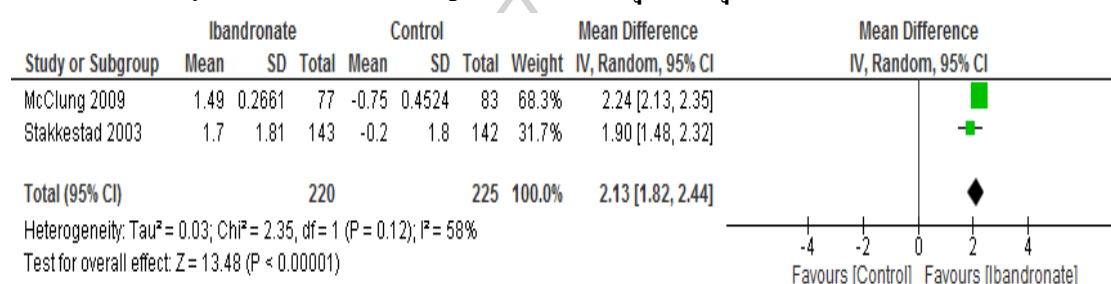 Ibandronate Control Mean Difference Mean Difference
Study or Subgroup Mean SD Total Mean SD Total Weight IV, Random, 95% CI IV, Random, 95% CI
McClung 2009 1.49 0.2661 77 -0.75 0.4524 83 68.3% 2.24 [2.13, 2.35]
Stakkestad 2003 1.7 1.81 143 -0.2 1.8 142 31.7% 1.90 [1.48, 2.32]
Total (95% CI) 220 225 100.0% 2.13 [1.82, 2.44]
Heterogeneity: Tau² = 0.03; Chi² = 2.35, df = 1 (P = 0.12); I² = 58%
Test for overall effect: Z = 13.48 (P < 0.00001)
-4 -2 0 2 4
Favours [Control] Favours [Ibandronate]